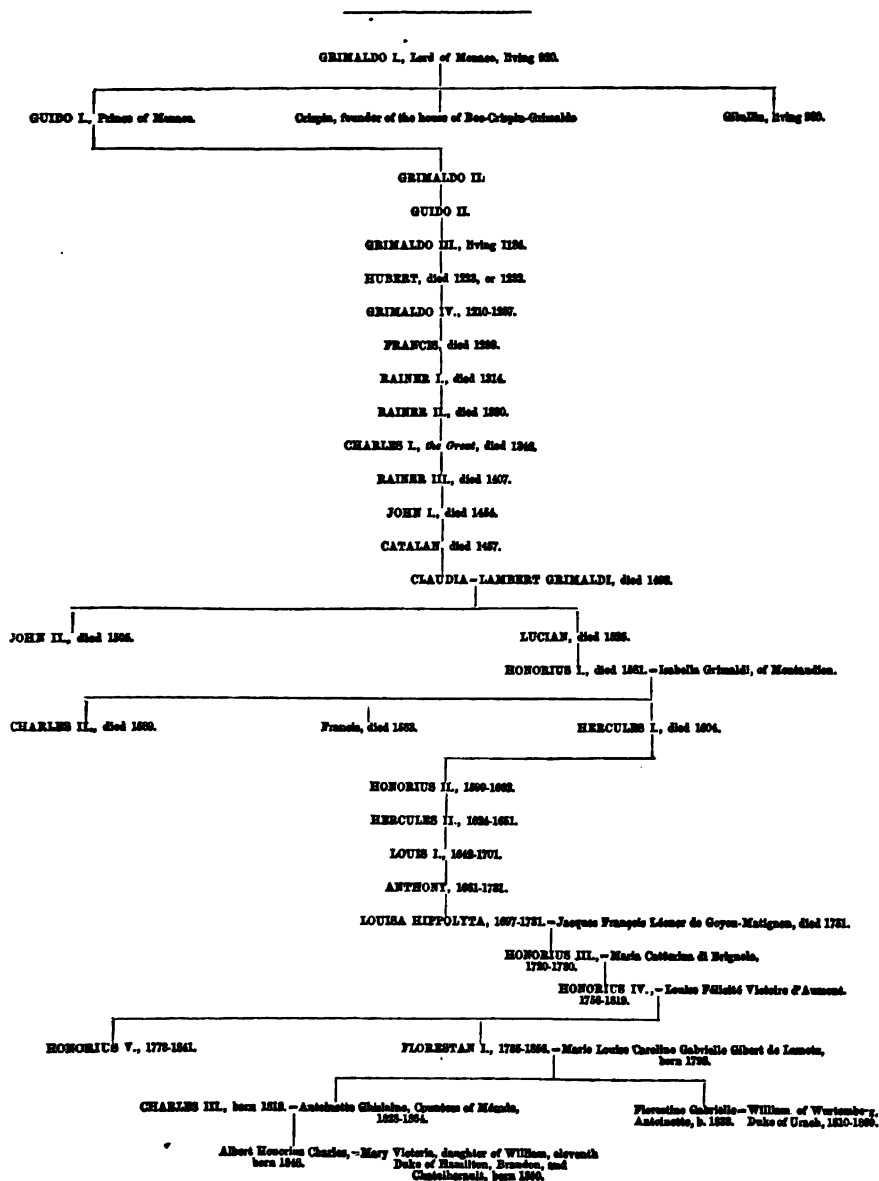 GRIMALDO I., Lord of Monaco, living 920.
GUIDO I., Prince of Monaco. Crispin, founder of the house of Bec-Crispin-Grimaldo Giballin, living 980.
GRIMALDO II.
GUIDO II.
GRIMALDO III., living
HUBERT, died 1233, or 1232.
GRIMALDO IV., 1210-1257.
FRANCIS, died
RAINER I., died 1314.
RAINER II., died 1330.
CHARLES I., the Great, died 1346.
RAINER III., died 1407.
JOHN I., died 1454.
CATALAN, died 1457.
CLAUDIA=LAMBERT GRIMALDI, died
JOHN II., died 1505. LUCIAN, died
HONORIUS I., died 1581.=Isabella Grimaldi, of
CHARLES II., died 1589. Francis, died HERCULES I., died 1604.
HONORIUS II., 1599-1662.
HERCULES II., 1624-1651.
LOUIS I., 1642-1701.
ANTHONY, 1661-1731.
LOUISA HIPPOLYTA, 1697-1731.=Jacques François Léonor de Goyon-Matignon, died 1751.
HONORIUS III.,=Maria Catterina di Brignole,
1720-1780.
HONORIUS IV.,=Louise Félicité Victoire d'Aumont.
1758-1819.
HONORIUS V., 1778-1841. FLORESTAN I., 1785-1856.=Marie Louise Caroline Gabrielle Gibert de Lametz,
born 1793.
CHARLES III., born 1818.=Antoinette Ghislaine, Countess of Mérode,
1828-1864.
Florestine Gabrielle=William of Wurtemberg,
Antoinette, b. 1833. Duke of Urach, 1810-1869.
Albert Honorius Charles,=Mary Victoria, daughter of William, eleventh
born 1848. Duke of Hamilton, Brandon, and
Chatelherault, born 1850.